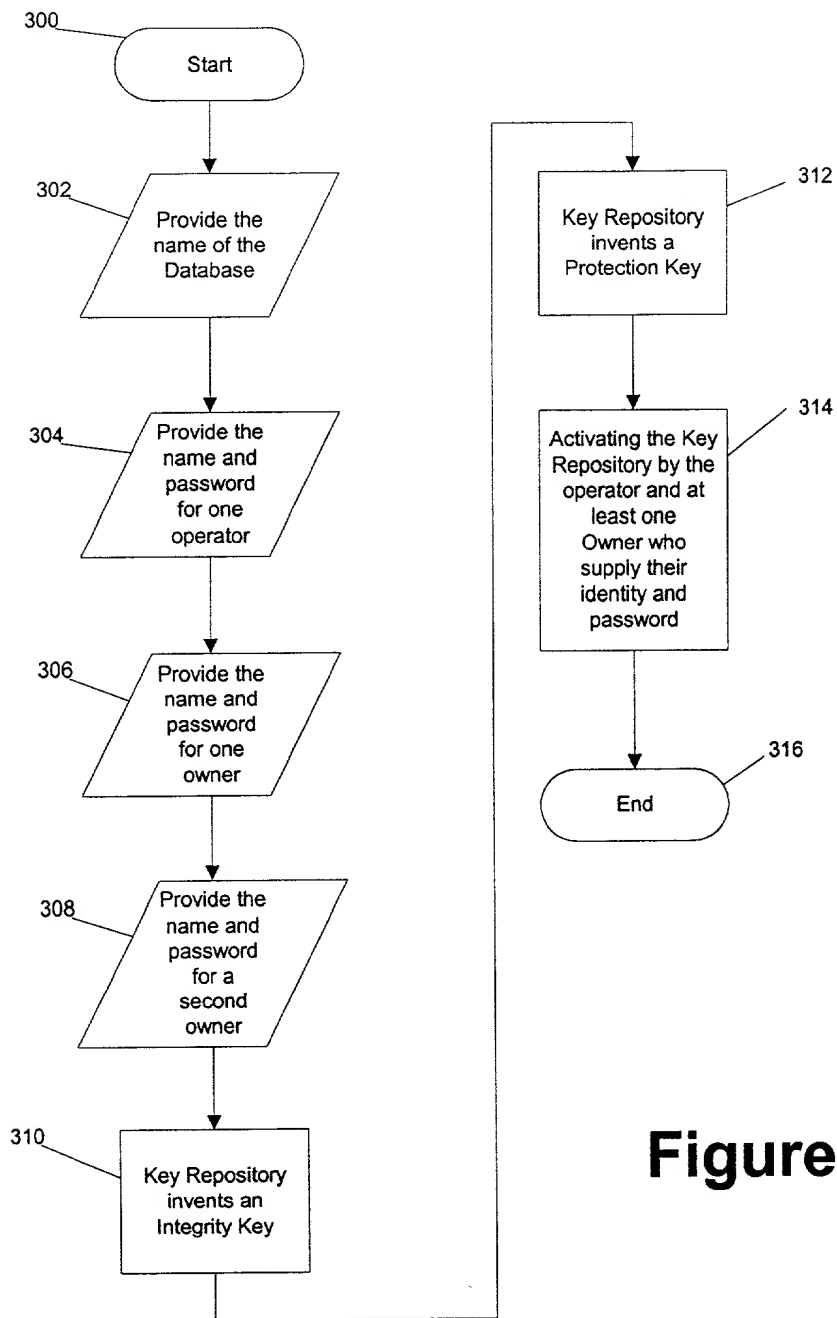 300
Start
302
Provide the
name of the
Database
304
Provide the
name and
password
for one
operator
306
Provide the
name and
password
for one
owner
308
Provide the
name and
password
for a
second
owner
310
Key Repository
invents an
Integrity Key
312
Key Repository
invents a
Protection Key
314
Activating the Key
Repository by the
operator and at
least one
Owner who
supply their
identity and
password
316
End
Figure